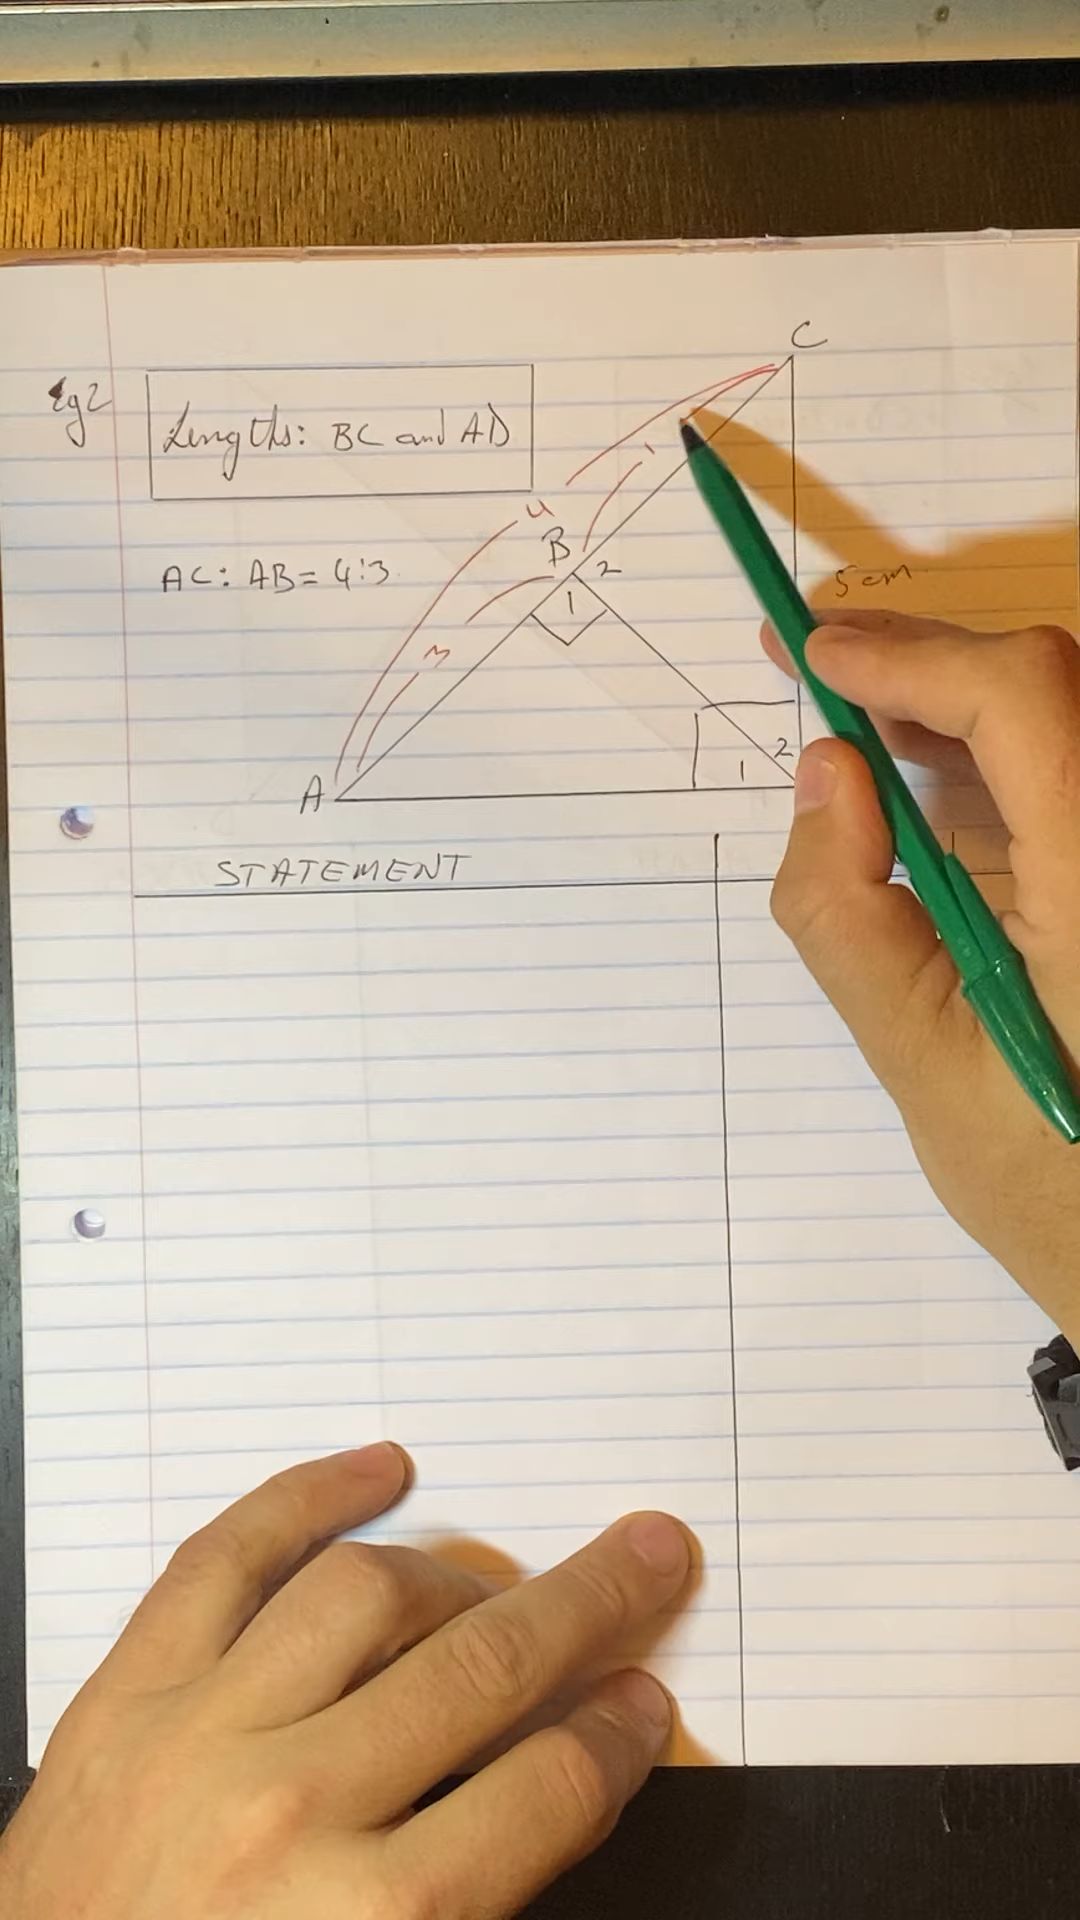 Eg2
Lengths: BC and AD
AC: AB = 4:3
C
4
1
B
2
1
3
5cm
2
1
A
STATEMENT